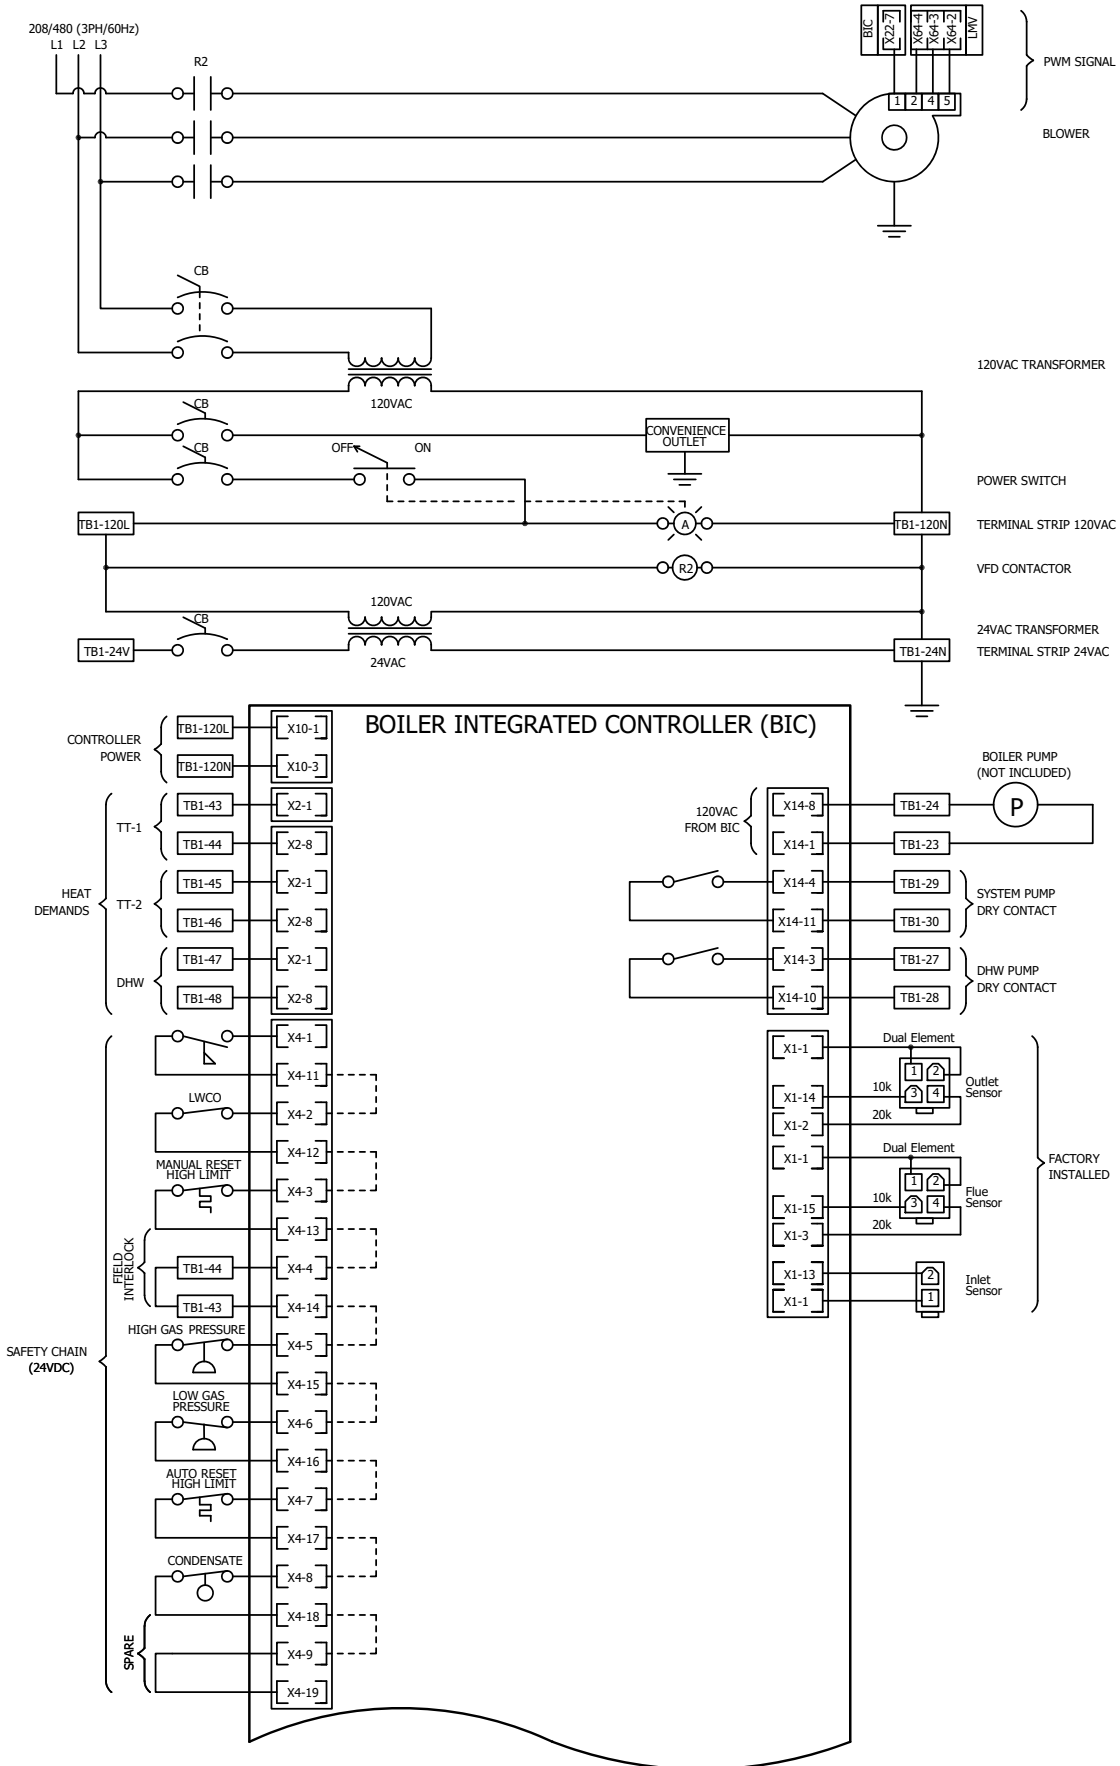 208/480 (3PH/60Hz)
L1 L2 L3
R2
BIC
X22-7
X64-4
X64-3
X64-2
LMV
PWM SIGNAL
1 2 4 5
BLOWER
CB
120VAC TRANSFORMER
120VAC
CB
CONVENIENCE
OUTLET
CB
OFF ON
POWER SWITCH
TB1-120L
A
TB1-120N
TERMINAL STRIP 120VAC
R2
VFD CONTACTOR
120VAC
CB
24VAC TRANSFORMER
TB1-24V
24VAC
TB1-24N
TERMINAL STRIP 24VAC
BOILER INTEGRATED CONTROLLER (BIC)
CONTROLLER
POWER
TB1-120L
X10-1
TB1-120N
X10-3
HEAT
DEMANDS
TT-1
TB1-43
X2-1
TB1-44
X2-8
TT-2
TB1-45
X2-1
TB1-46
X2-8
DHW
TB1-47
X2-1
TB1-48
X2-8
BOILER PUMP
(NOT INCLUDED)
P
120VAC
FROM BIC
X14-8
TB1-24
X14-1
TB1-23
X14-4
TB1-29
X14-11
TB1-30
SYSTEM PUMP
DRY CONTACT
X14-3
TB1-27
X14-10
TB1-28
DHW PUMP
DRY CONTACT
SAFETY CHAIN
(24VDC)
X4-1
X4-11
LWCO
X4-2
X4-12
MANUAL RESET
HIGH LIMIT
X4-3
X4-13
FIELD
INTERLOCK
TB1-44
X4-4
TB1-43
X4-14
HIGH GAS PRESSURE
X4-5
X4-15
LOW GAS
PRESSURE
X4-6
X4-16
AUTO RESET
HIGH LIMIT
X4-7
X4-17
CONDENSATE
X4-8
X4-18
SPARE
X4-9
X4-19
X1-1
Dual Element
1 2
3 4
Outlet
Sensor
X1-14
10k
X1-2
20k
X1-1
Dual Element
1 2
3 4
Flue
Sensor
X1-15
10k
X1-3
20k
X1-13
2
X1-1
1
Inlet
Sensor
FACTORY
INSTALLED